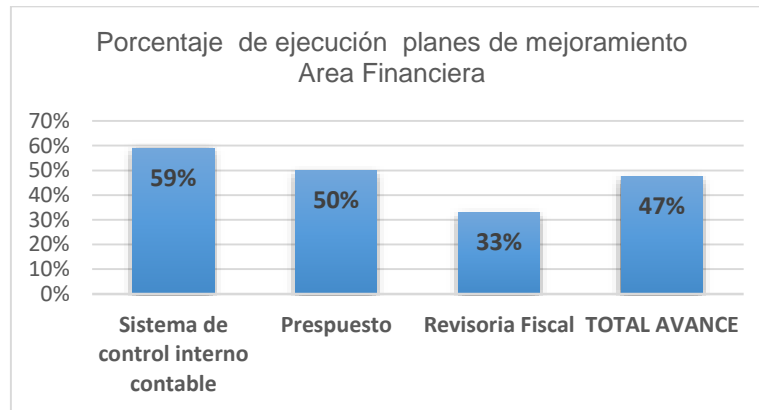 Porcentaje de ejecución planes de mejoramiento
Area Financiera
70%
60%
50%
40%
30%
20%
10%
0%
59%
50%
33%
47%
Sistema de
control interno
contable
Prespuesto
Revisoria Fiscal
TOTAL AVANCE